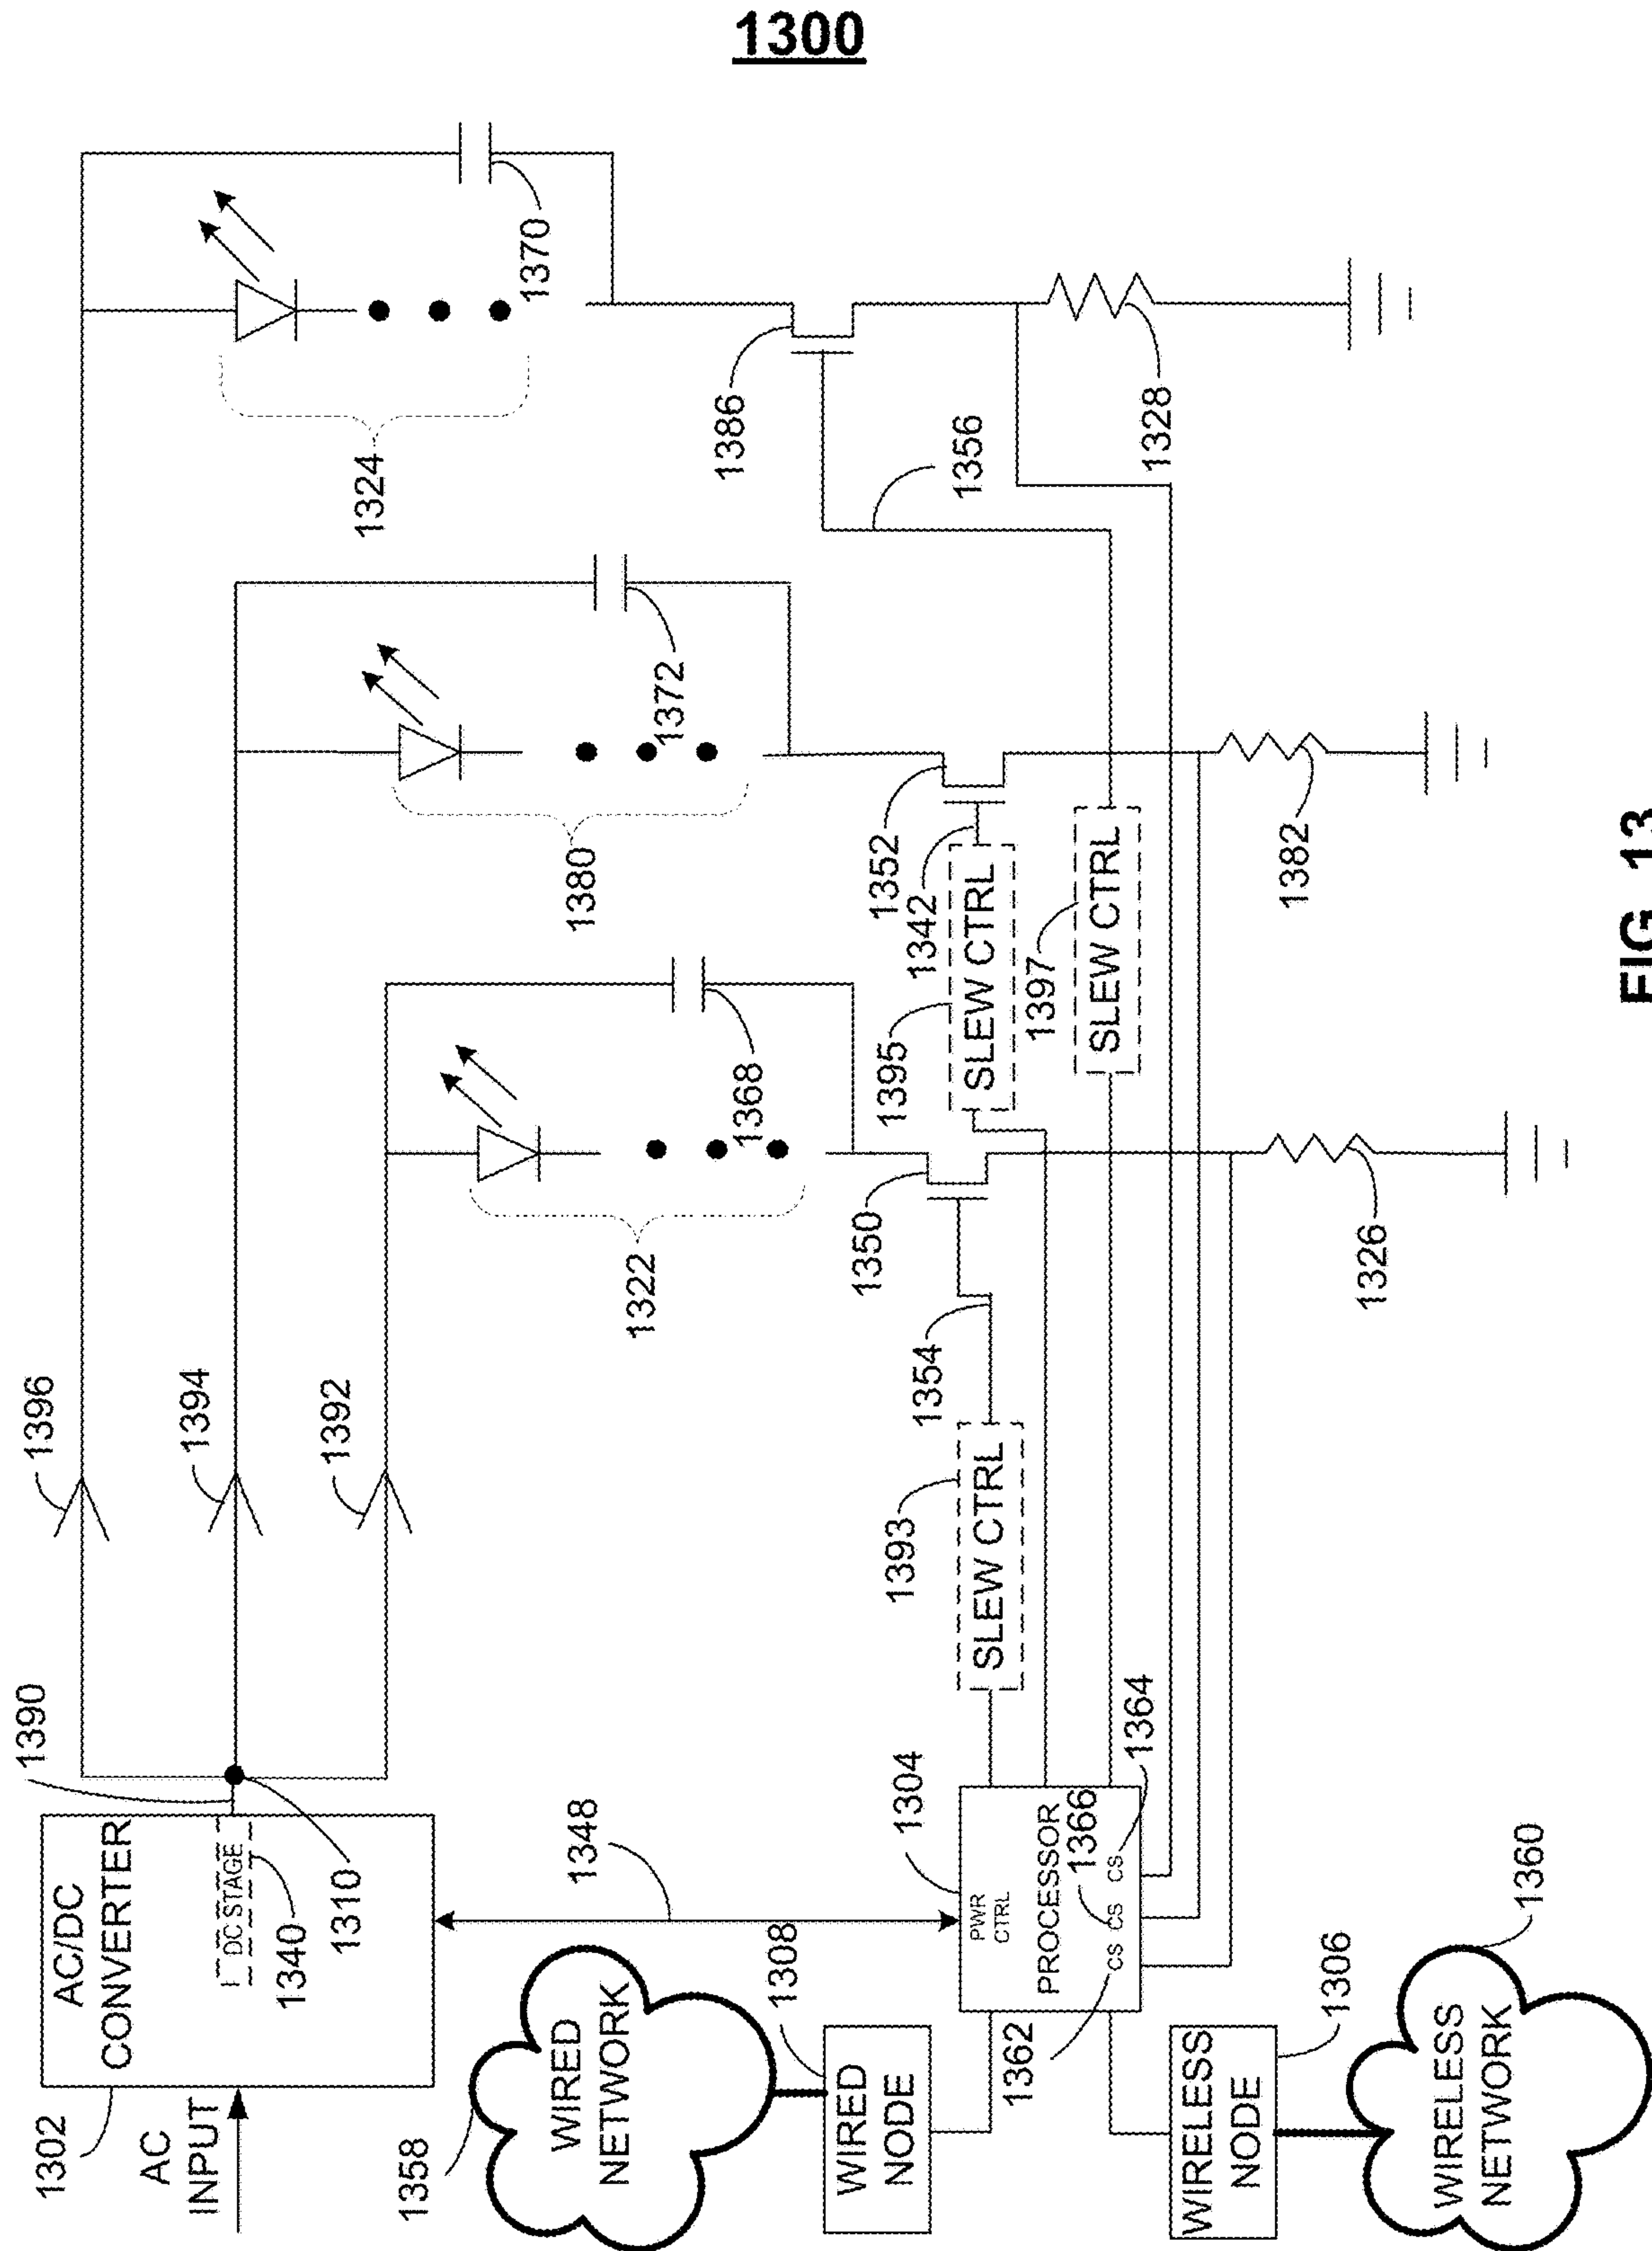 1300
1396
1394
1392
1390
1302
AC
INPUT
AC/DC
CONVERTER
DC STAGE
1340
1310
1324
1370
1380
1372
1322
1368
1386
1356
1328
1352
1342
1395
SLEW CTRL
1397
SLEW CTRL
1382
1350
1354
1393
SLEW CTRL
1326
1348
1304
PWR
CTRL
PROCESSOR
1366
1364
CS CS CS
1362
1358
WIRED
NETWORK
1308
WIRED
NODE
1306
WIRELESS
NODE
1360
WIRELESS
NETWORK
FIG. 13